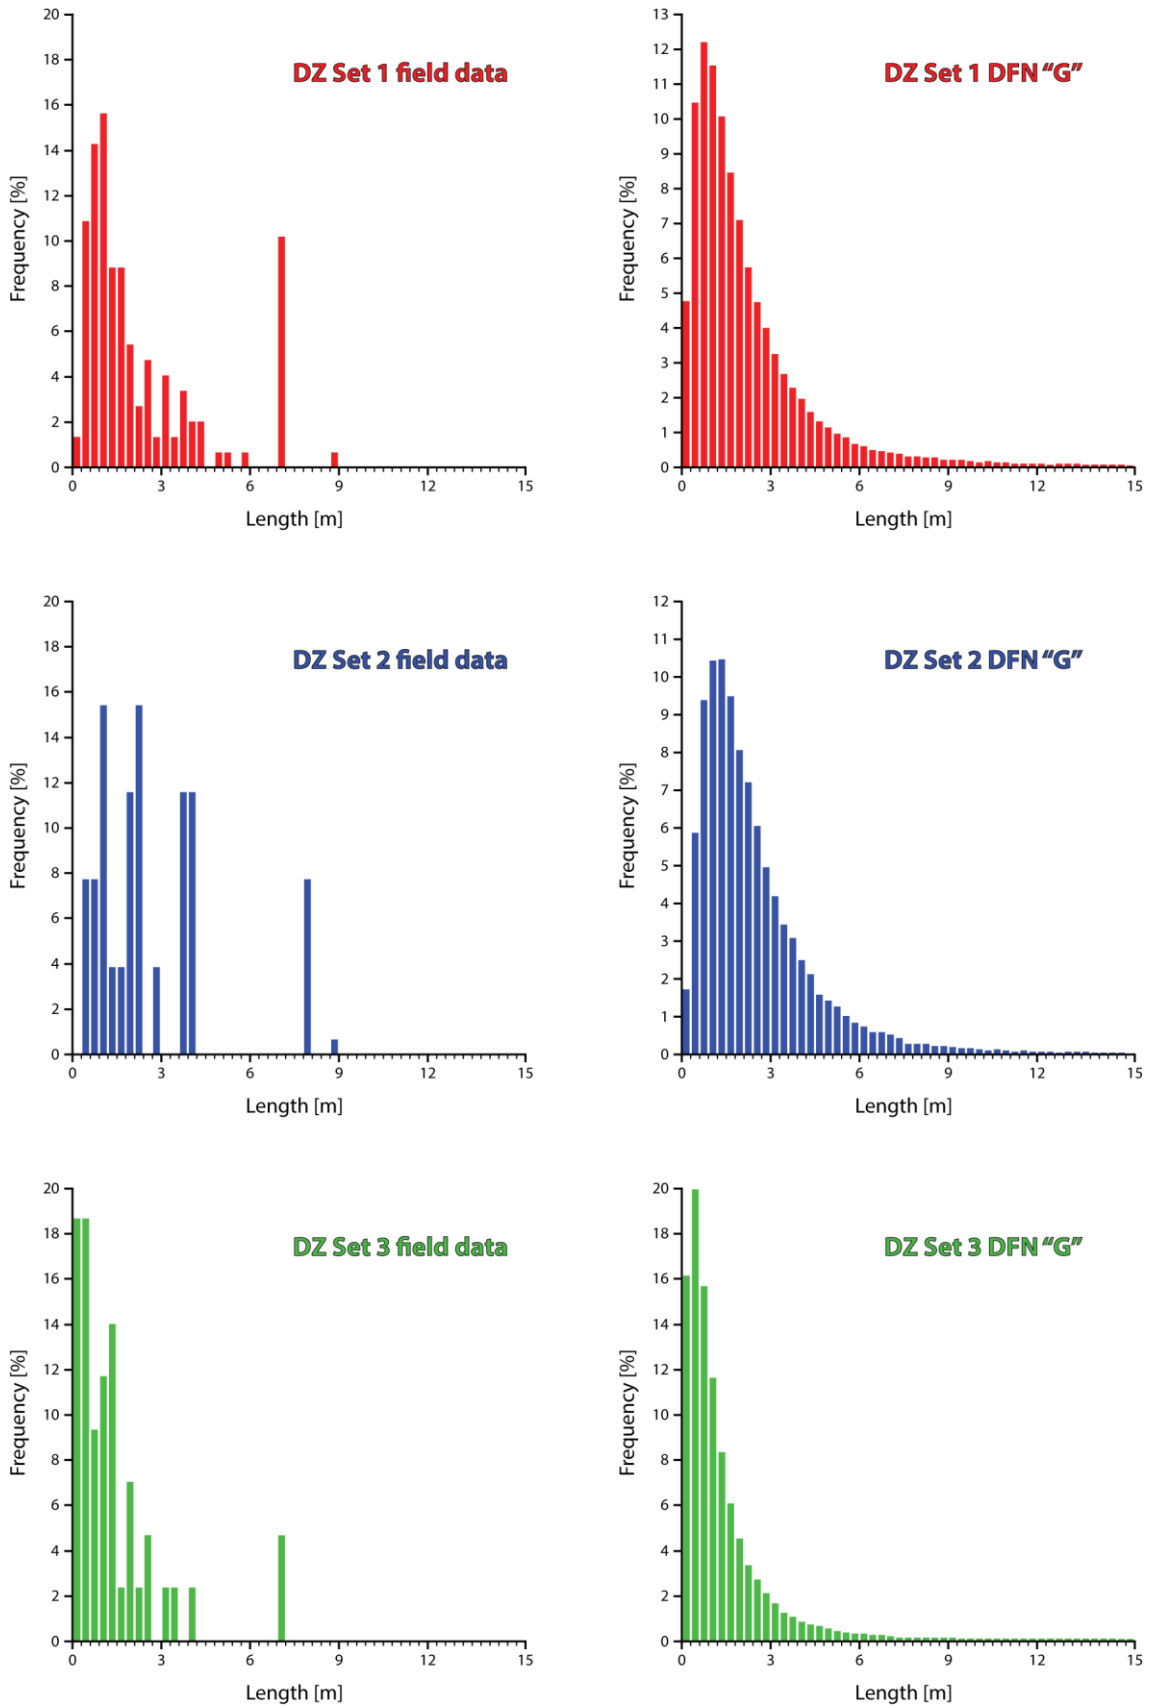 DZ Set 1 field data
Frequency [%]
20
18
16
14
12
10
8
6
4
2
0
0 3 6 9 12 15
Length [m]
DZ Set 1 DFN “G”
Frequency [%]
13
12
11
10
9
8
7
6
5
4
3
2
1
0
0 3 6 9 12 15
Length [m]
DZ Set 2 field data
Frequency [%]
20
18
16
14
12
10
8
6
4
2
0
0 3 6 9 12 15
Length [m]
DZ Set 2 DFN “G”
Frequency [%]
12
11
10
9
8
7
6
5
4
3
2
1
0
0 3 6 9 12 15
Length [m]
DZ Set 3 field data
Frequency [%]
20
18
16
14
12
10
8
6
4
2
0
0 3 6 9 12 15
Length [m]
DZ Set 3 DFN “G”
Frequency [%]
20
18
16
14
12
10
8
6
4
2
0
0 3 6 9 12 15
Length [m]